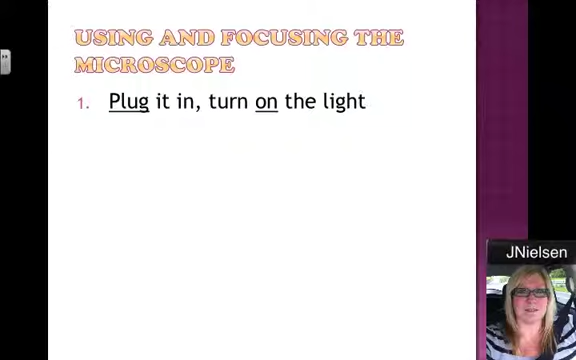 USING AND FOCUSING THE
MICROSCOPE
1. Plug it in, turn on the light
JNielsen